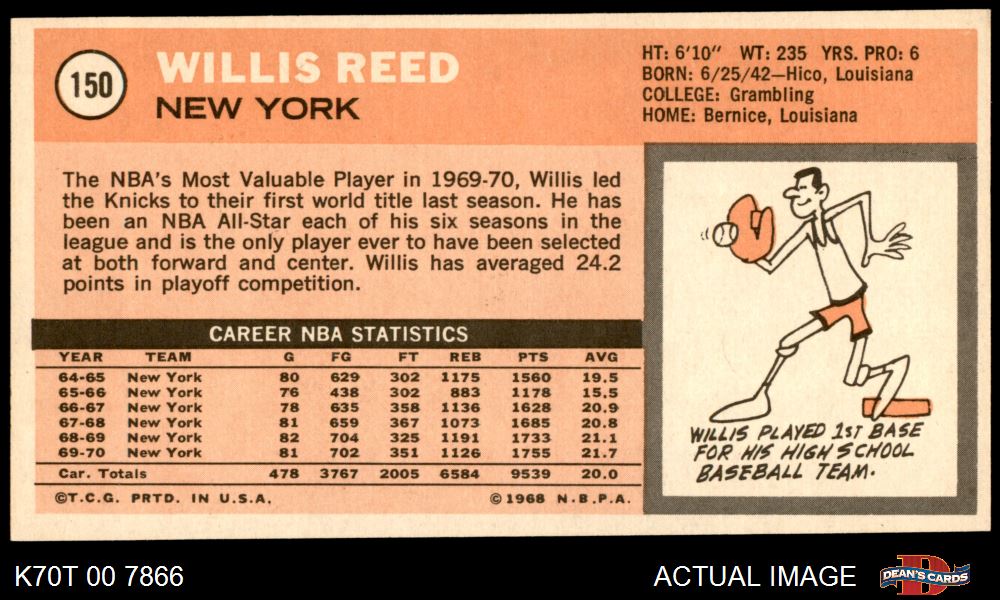 150
WILLIS REED
NEW YORK
HT: 6'10" WT: 235 YRS. PRO: 6
BORN: 6/25/42—Hico, Louisiana
COLLEGE: Grambling
HOME: Bernice, Louisiana
The NBA's Most Valuable Player in 1969-70, Willis led
the Knicks to their first world title last season. He has
been an NBA All-Star each of his six seasons in the
league and is the only player ever to have been selected
at both forward and center. Willis has averaged 24.2
points in playoff competition.
CAREER NBA STATISTICS
YEAR TEAM G FG FT REB PTS AVG
64-65 New York 80 629 302 1175 1560 19.5
65-66 New York 76 438 302 883 1178 15.5
66-67 New York 78 635 358 1136 1628 20.9
67-68 New York 81 659 367 1073 1685 20.8
68-69 New York 82 704 325 1191 1733 21.1
69-70 New York 81 702 351 1126 1755 21.7
Car. Totals 478 3767 2005 6584 9539 20.0
©T.C.G. PRTD. IN U.S.A. ©1968 N.B.P.A.
WILLIS PLAYED 1ST BASE
FOR HIS HIGH SCHOOL
BASEBALL TEAM.
K70T 00 7866
ACTUAL IMAGE
D
DEAN'S CARDS